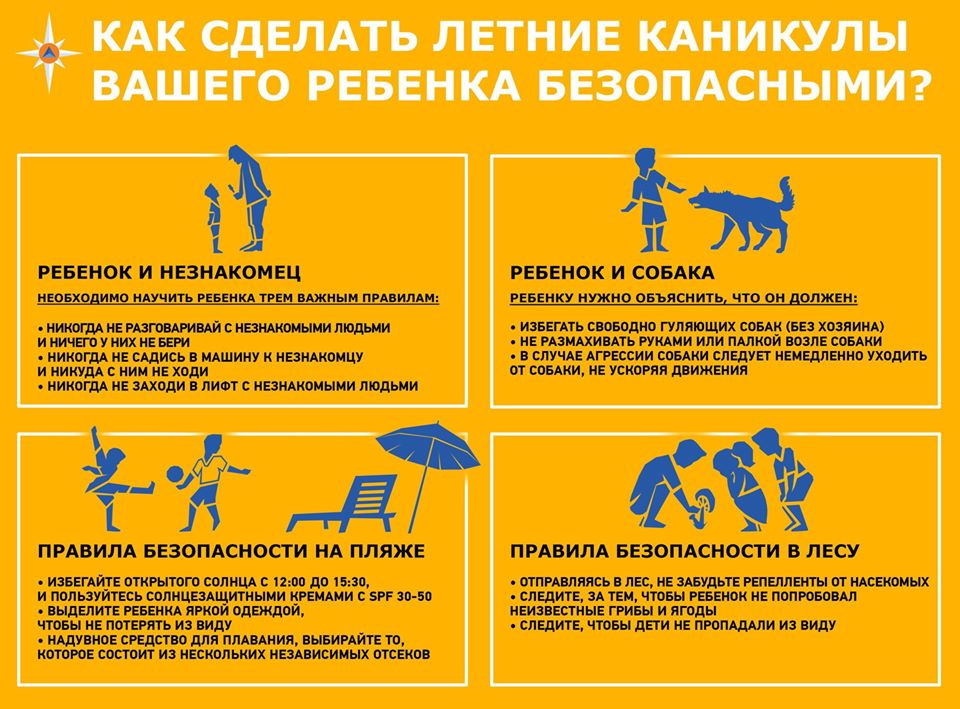 КАК СДЕЛАТЬ ЛЕТНИЕ КАНИКУЛЫ
ВАШЕГО РЕБЕНКА БЕЗОПАСНЫМИ?
РЕБЕНОК И НЕЗНАКОМЕЦ
НЕОБХОДИМО НАУЧИТЬ РЕБЕНКА ТРЕМ ВАЖНЫМ ПРАВИЛАМ:
• НИКОГДА НЕ РАЗГОВАРИВАЙ С НЕЗНАКОМЫМИ ЛЮДЬМИ
И НИЧЕГО У НИХ НЕ БЕРИ
• НИКОГДА НЕ САДИСЬ В МАШИНУ К НЕЗНАКОМЦУ
И НИКУДА С НИМ НЕ ХОДИ
• НИКОГДА НЕ ЗАХОДИ В ЛИФТ С НЕЗНАКОМЫМИ ЛЮДЬМИ
РЕБЕНОК И СОБАКА
РЕБЕНКУ НУЖНО ОБЪЯСНИТЬ, ЧТО ОН ДОЛЖЕН:
• ИЗБЕГАТЬ СВОБОДНО ГУЛЯЮЩИХ СОБАК (БЕЗ ХОЗЯИНА)
• НЕ РАЗМАХИВАТЬ РУКАМИ ИЛИ ПАЛКОЙ ВОЗЛЕ СОБАКИ
• В СЛУЧАЕ АГРЕССИИ СОБАКИ СЛЕДУЕТ НЕМЕДЛЕННО УХОДИТЬ
ОТ СОБАКИ, НЕ УСКОРЯЯ ДВИЖЕНИЯ
ПРАВИЛА БЕЗОПАСНОСТИ НА ПЛЯЖЕ
• ИЗБЕГАЙТЕ ОТКРЫТОГО СОЛНЦА С 12:00 ДО 15:30,
И ПОЛЬЗУЙТЕСЬ СОЛНЦЕЗАЩИТНЫМИ КРЕМАМИ С SPF 30-50
• ВЫДЕЛИТЕ РЕБЕНКА ЯРКОЙ ОДЕЖДОЙ,
ЧТОБЫ НЕ ПОТЕРЯТЬ ИЗ ВИДУ
• НАДУВНОЕ СРЕДСТВО ДЛЯ ПЛАВАНИЯ, ВЫБИРАЙТЕ ТО,
КОТОРОЕ СОСТОИТ ИЗ НЕСКОЛЬКИХ НЕЗАВИСИМЫХ ОТСЕКОВ
ПРАВИЛА БЕЗОПАСНОСТИ В ЛЕСУ
• ОТПРАВЛЯЯСЬ В ЛЕС, НЕ ЗАБУДЬТЕ РЕПЕЛЛЕНТЫ ОТ НАСЕКОМЫХ
• СЛЕДИТЕ, ЗА ТЕМ, ЧТОБЫ РЕБЕНОК НЕ ПОПРОБОВАЛ
НЕИЗВЕСТНЫЕ ГРИБЫ И ЯГОДЫ
• СЛЕДИТЕ, ЧТОБЫ ДЕТИ НЕ ПРОПАДАЛИ ИЗ ВИДУ